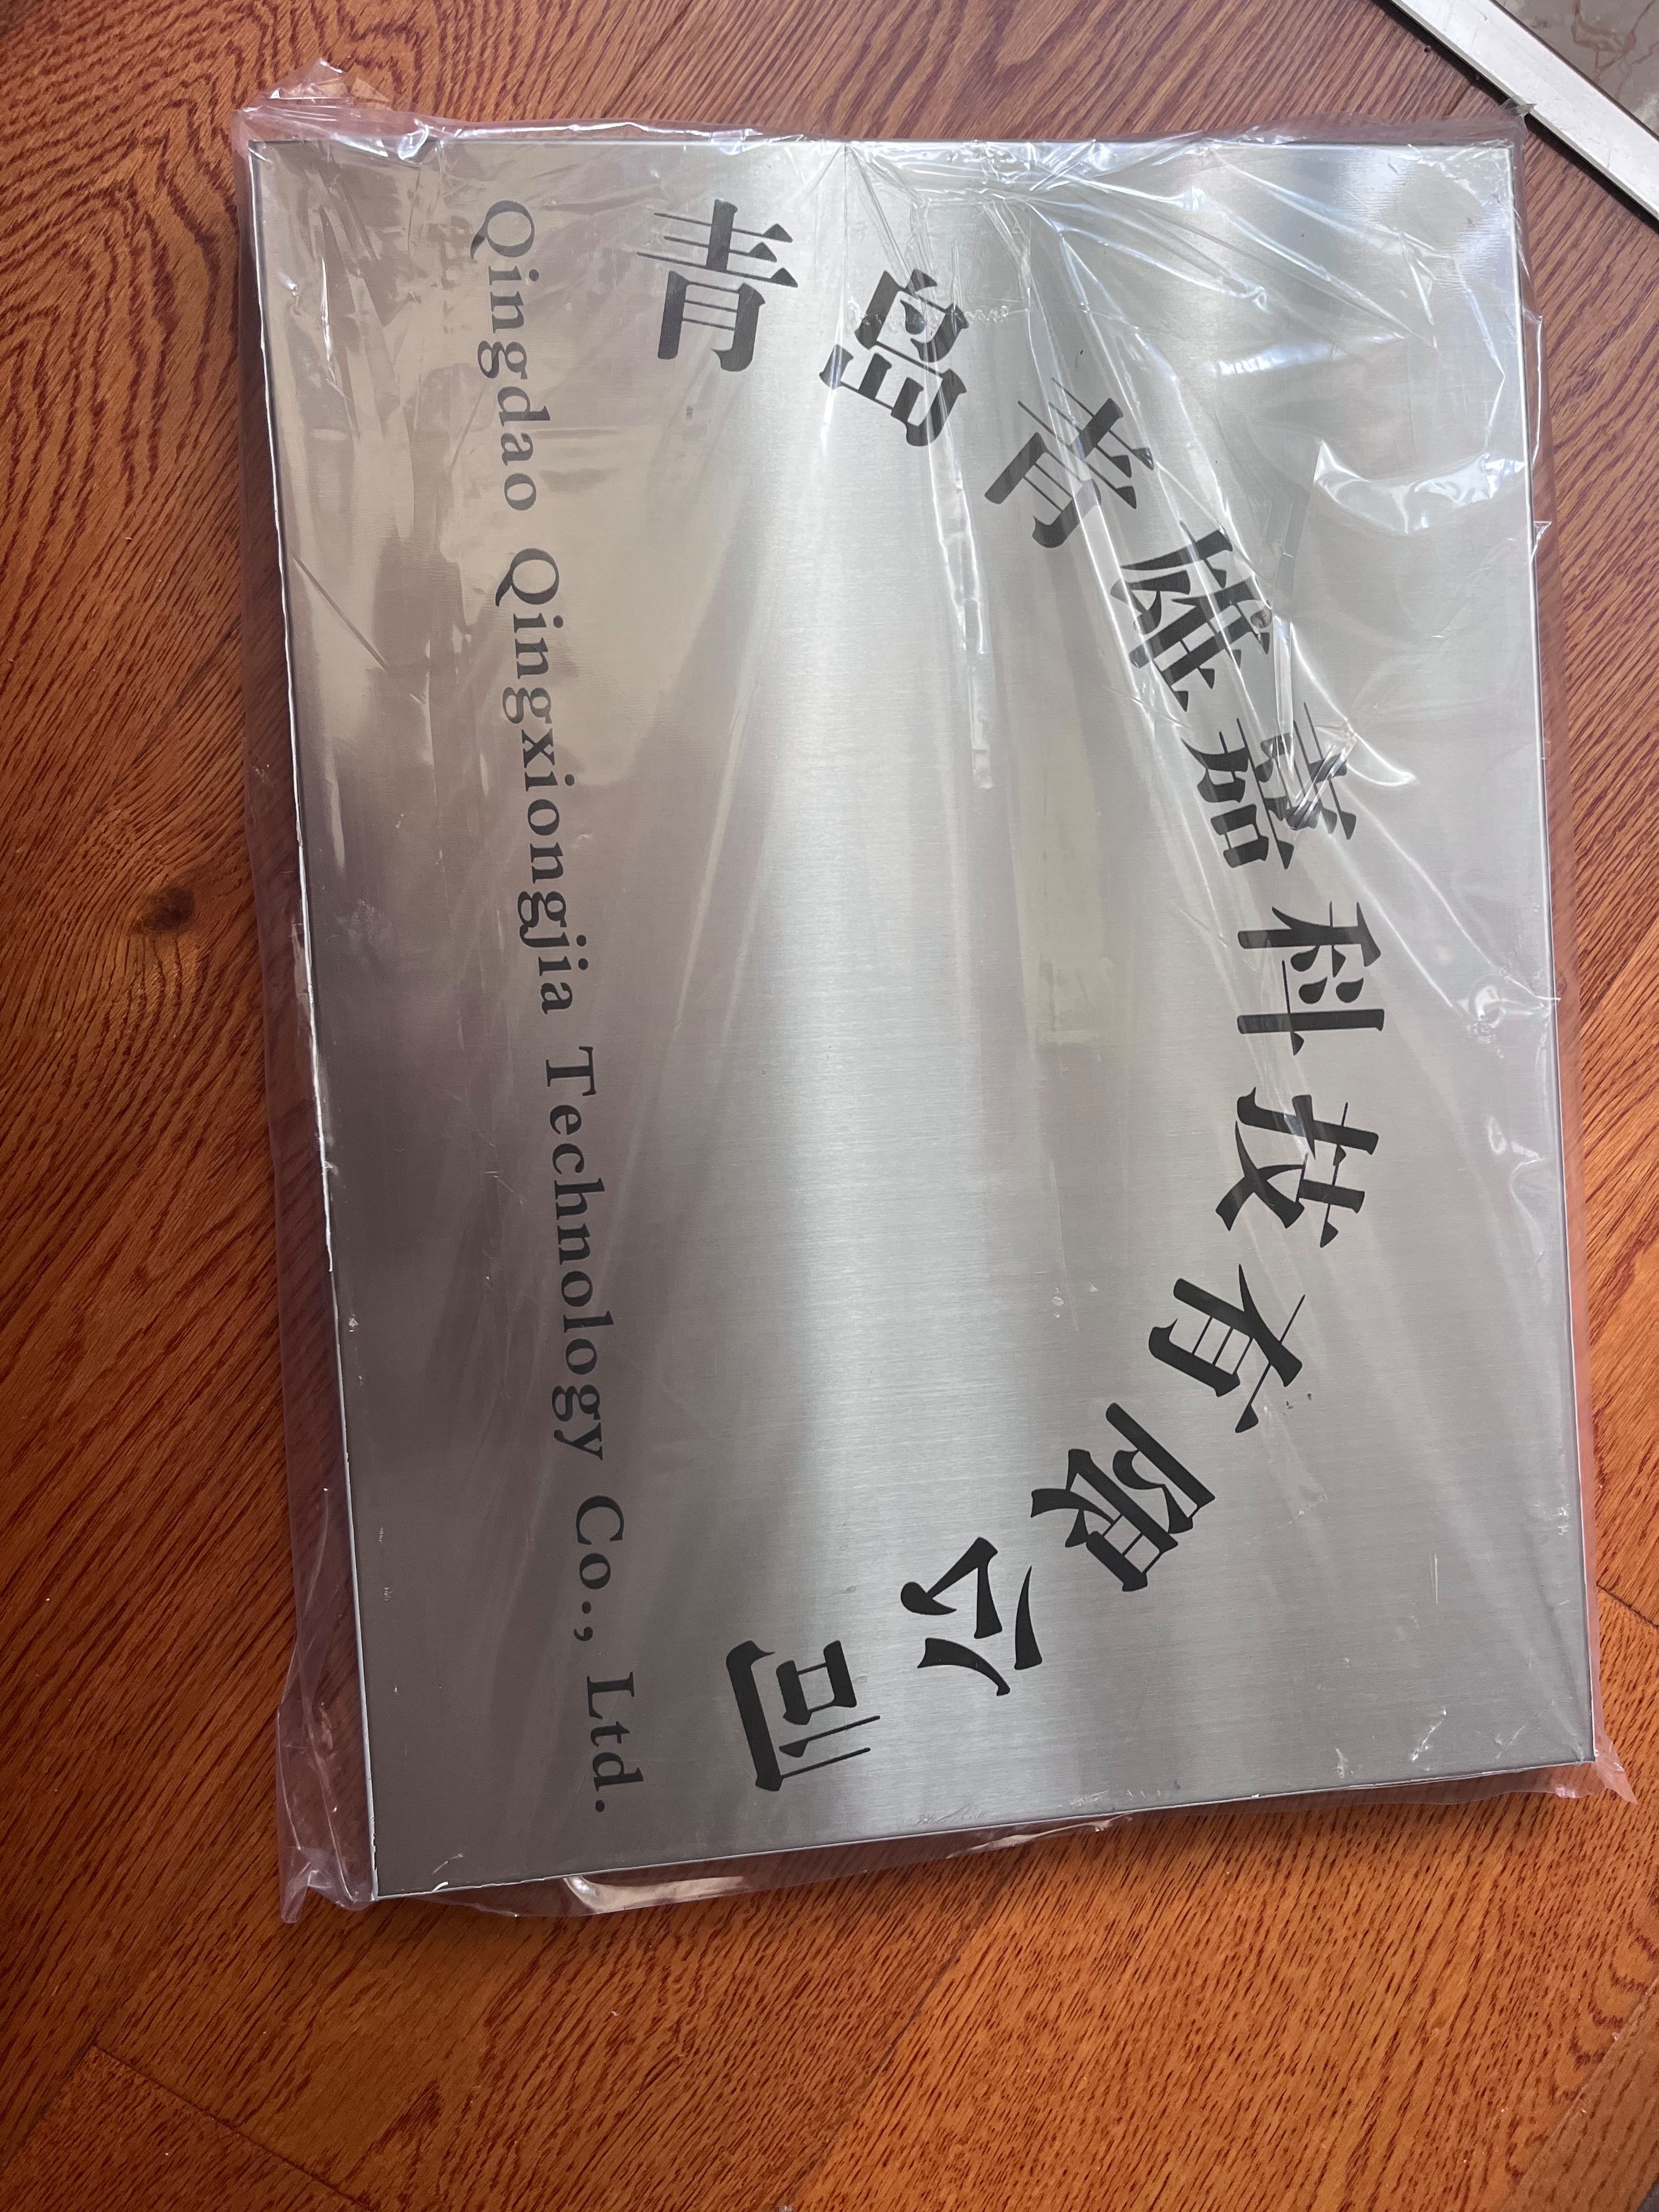 青岛青雄嘉科技有限公司
Qingdao Qingxiongjia Technology Co., Ltd.